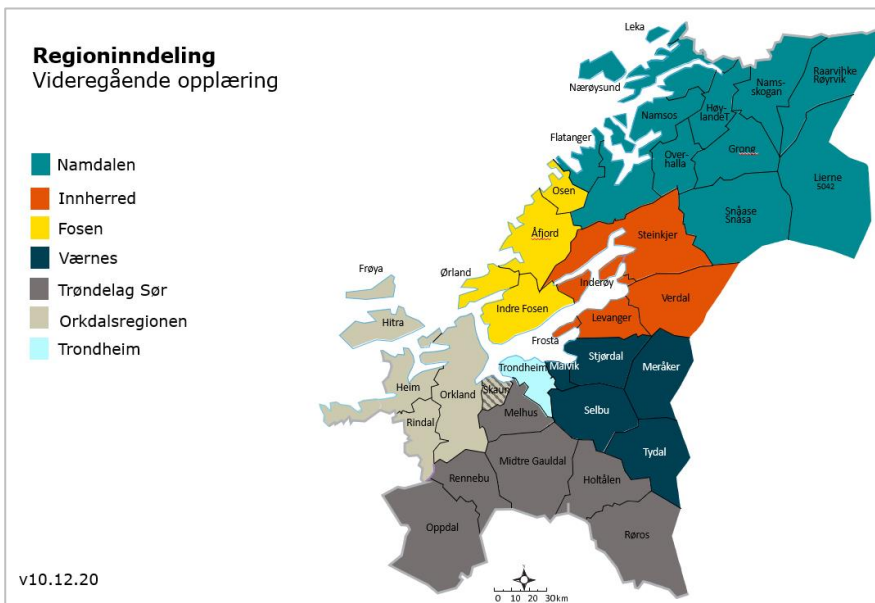 Regioninndeling
Videregående opplæring
Namdalen
Innherred
Fosen
Værnes
Trøndelag Sør
Orkdalsregionen
Trondheim
Leka
Nærøysund
Namsskogan
Raarvihke
Røyrvik
Høy-
landeT
Namsos
Flatanger
Over-
halla
Grong
Lierne
5042
Snåase
Snåsa
Osen
Åfjord
Steinkjer
Ørland
Inderøy
Verdal
Indre Fosen
Levanger
Frosta
Frøya
Hitra
Trondheim
Malvik
Stjørdal
Meråker
Heim
Orkland
Skaun
Melhus
Selbu
Rindal
Tydal
Midtre Gauldal
Rennebu
Holtålen
Oppdal
Røros
v10.12.20
0 10 20 30km